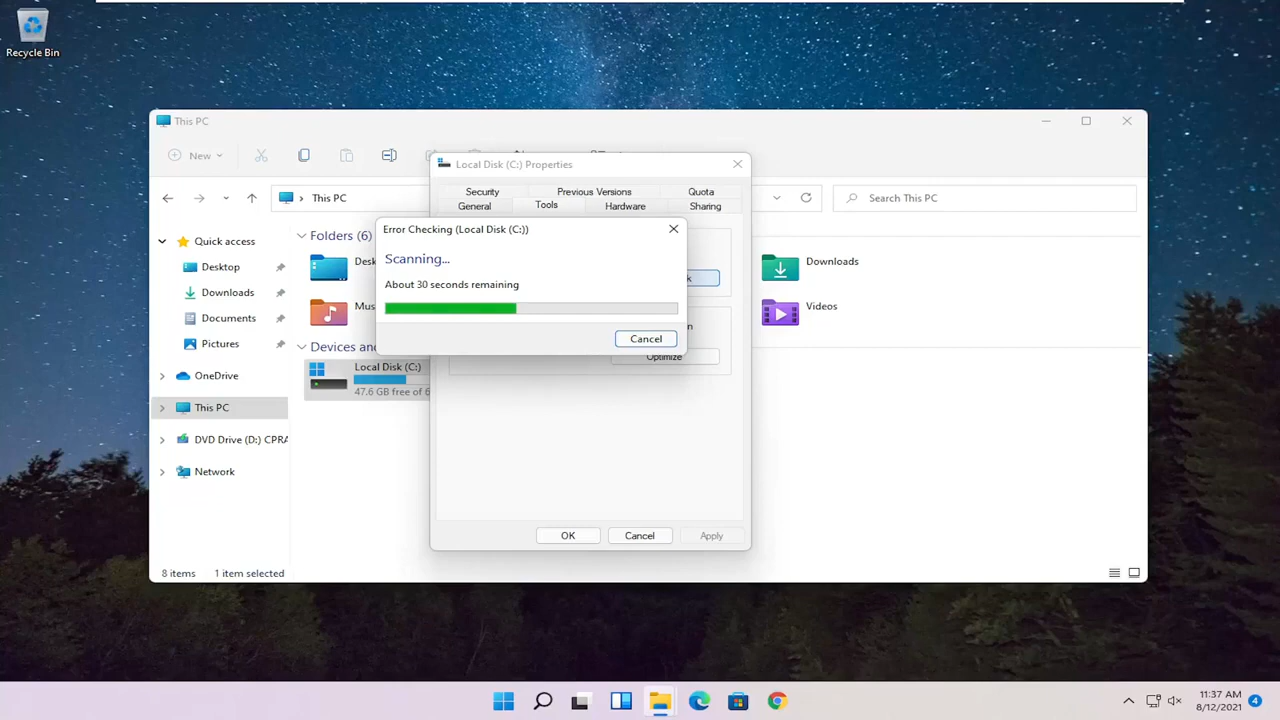 Recycle Bin
This PC
New
Local Disk (C:) Properties
Security
Previous Versions
Quota
General
Tools
Hardware
Sharing
This PC
Search This PC
Error Checking (Local Disk (C:))
Scanning...
About 30 seconds remaining
Cancel
Optimize
OK
Cancel
Apply
Quick access
Desktop
Downloads
Documents
Pictures
OneDrive
This PC
DVD Drive (D:) CPRA
Network
Folders (6)
Desk
Mus
Downloads
Videos
Devices and
Local Disk (C:)
47.6 GB free of 6
8 items
1 item selected
11:37 AM
8/12/2021
4